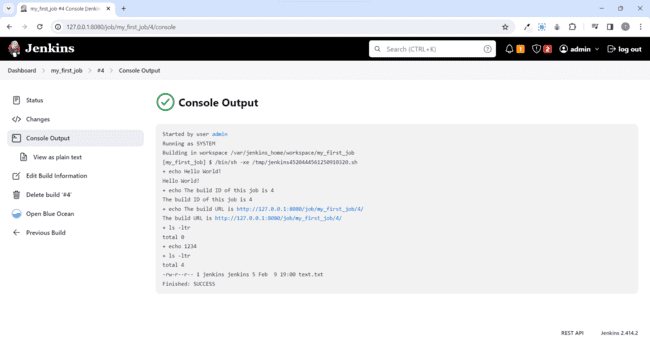 my_first_job #4 Console [Jenkins
127.0.0.1:8080/job/my_first_job/4/console
Jenkins
Search (CTRL+K)
1
2
admin
log out
Dashboard
my_first_job
#4
Console Output
Status
Changes
Console Output
View as plain text
Edit Build Information
Delete build '#4'
Open Blue Ocean
Previous Build
Console Output
Started by user admin
Running as SYSTEM
Building in workspace /var/jenkins_home/workspace/my_first_job
[my_first_job] $ /bin/sh -xe /tmp/jenkins4520444561250910320.sh
+ echo Hello World!
Hello World!
+ echo The build ID of this job is 4
The build ID of this job is 4
+ echo The build URL is http://127.0.0.1:8080/job/my_first_job/4/
The build URL is http://127.0.0.1:8080/job/my_first_job/4/
+ ls -ltr
total 0
+ echo 1234
+ ls -ltr
total 4
-rw-r--r-- 1 jenkins jenkins 5 Feb  9 19:00 text.txt
Finished: SUCCESS
REST API
Jenkins 2.414.2